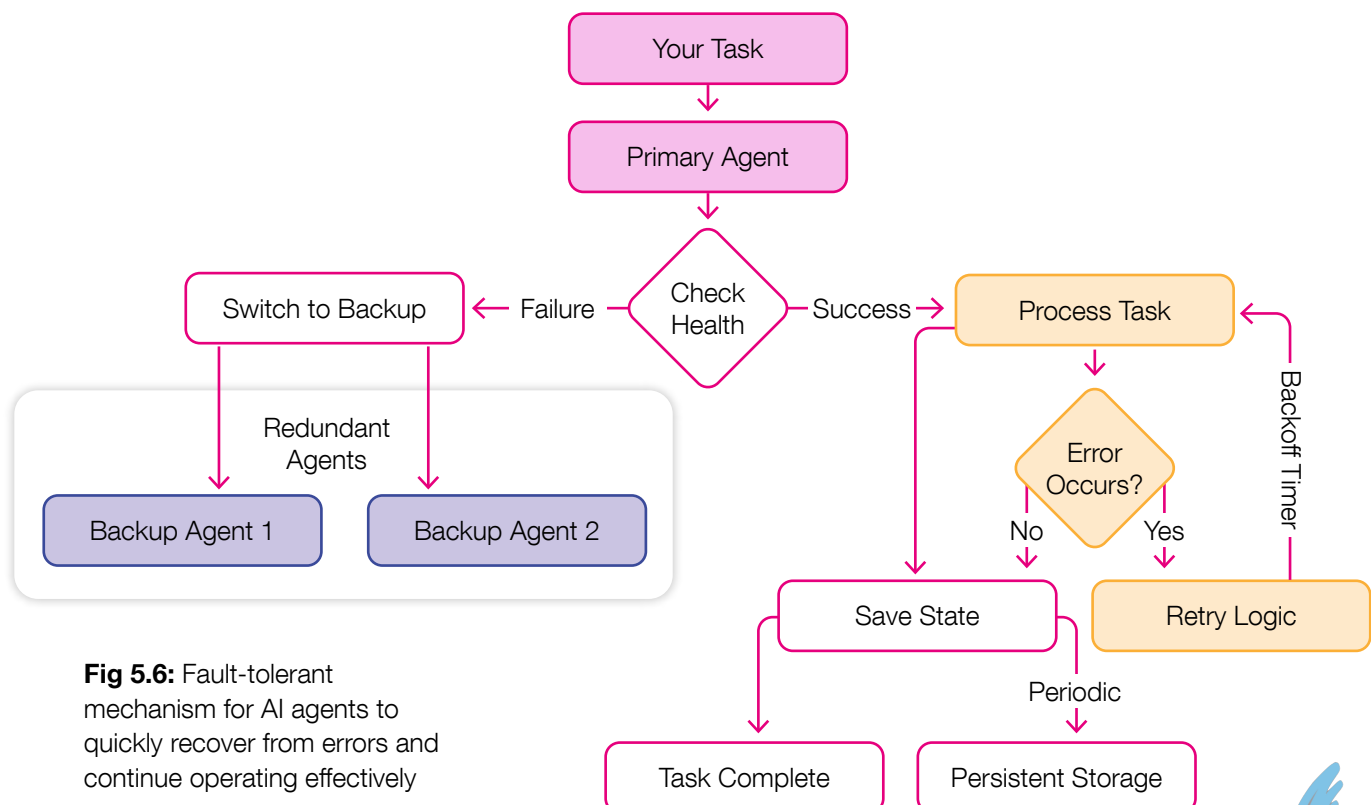 Your Task
Primary Agent
Check
Health
Failure
Success
Switch to Backup
Process Task
Redundant
Agents
Backup Agent 1
Backup Agent 2
Error
Occurs?
Backoff Timer
No
Yes
Save State
Retry Logic
Periodic
Task Complete
Persistent Storage
Fig 5.6: Fault-tolerant
mechanism for AI agents to
quickly recover from errors and
continue operating effectively